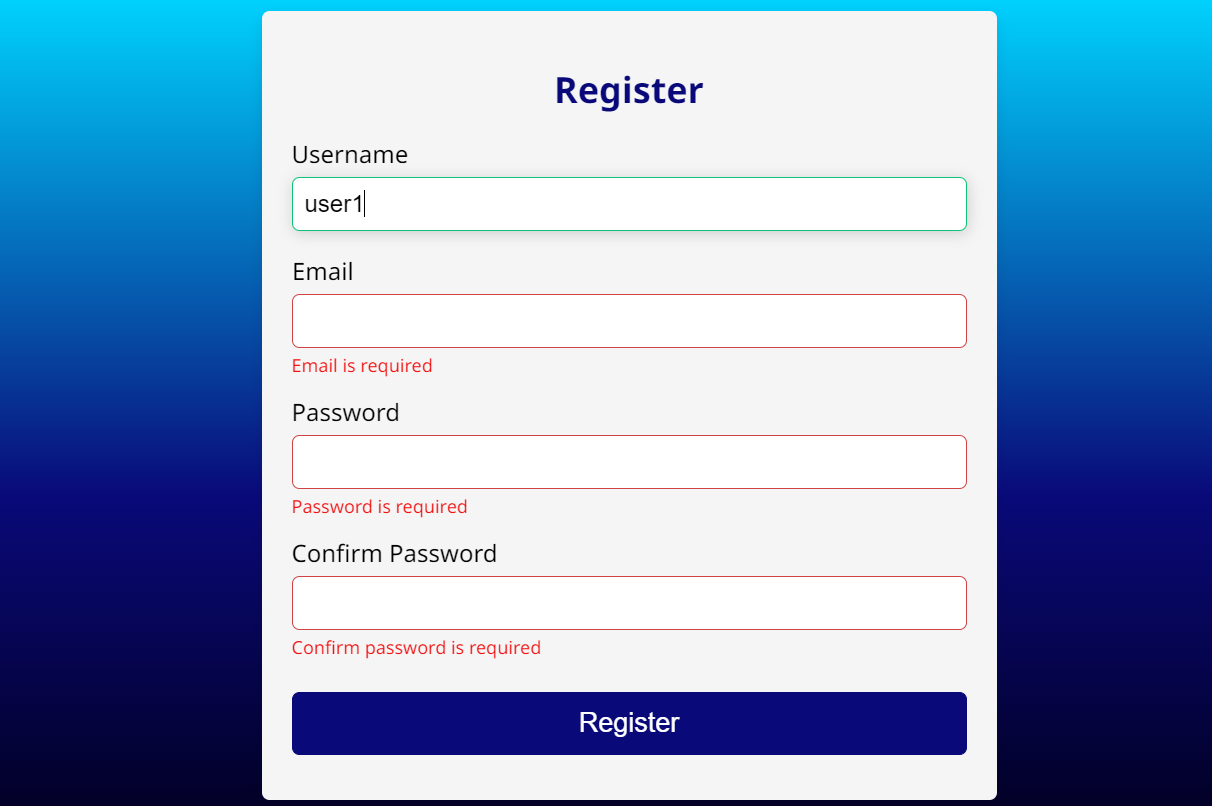 Register
Username
user1
Email
Email is required
Password
Password is required
Confirm Password
Confirm password is required
Register